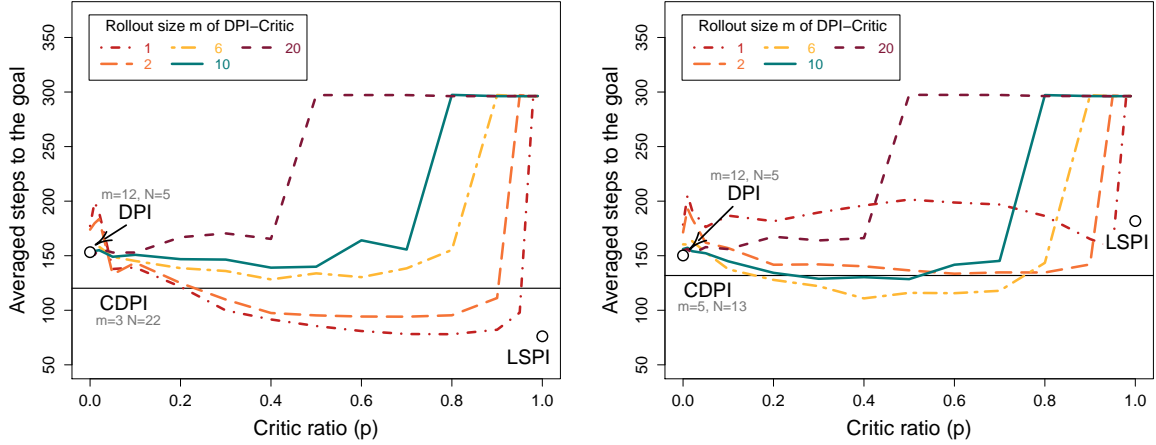 Rollout size m of DPI−Critic
1 6 20
2 10
Averaged steps to the goal
350
300
250
200
150
100
50
m=12, N=5
DPI
CDPI
m=3 N=22
LSPI
0.0 0.2 0.4 0.6 0.8 1.0
Critic ratio (p)
Rollout size m of DPI−Critic
1 6 20
2 10
Averaged steps to the goal
350
300
250
200
150
100
50
m=12, N=5
DPI
LSPI
CDPI
m=5, N=13
0.0 0.2 0.4 0.6 0.8 1.0
Critic ratio (p)